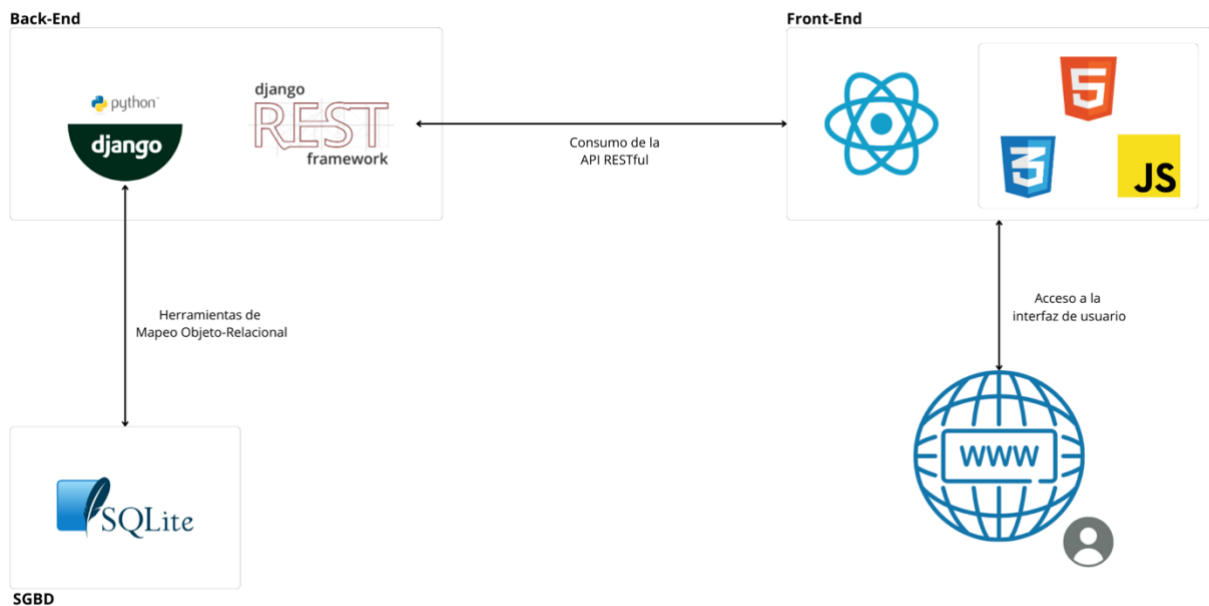 Back-End
Front-End
python™
django
django
REST
framework
Consumo de la
API RESTful
5
3
JS
Herramientas de
Mapeo Objeto-Relacional
Acceso a la
interfaz de usuario
WWW
SQLite
SGBD